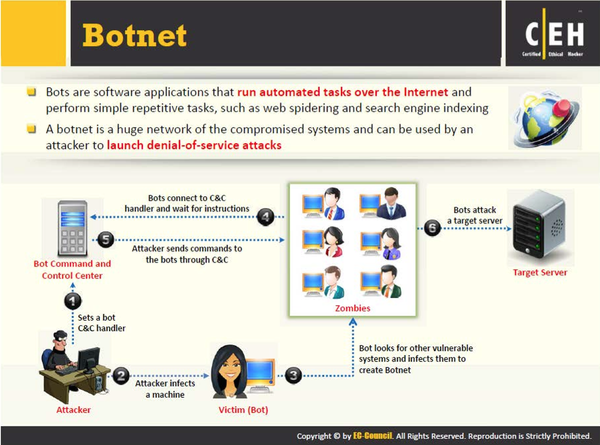 Botnet
C|EH
Certified Ethical Hacker
Bots are software applications that run automated tasks over the Internet and
perform simple repetitive tasks, such as web spidering and search engine indexing
A botnet is a huge network of the compromised systems and can be used by an
attacker to launch denial-of-service attacks
Bots connect to C&C
handler and wait for instructions
4
5
Attacker sends commands to
the bots through C&C
Bot Command and
Control Center
Zombies
Bots attack
a target server
6
Target Server
1
Sets a bot
C&C handler
Attacker
2
Attacker infects
a machine
Victim (Bot)
3
Bot looks for other vulnerable
systems and infects them to
create Botnet
Copyright © by EC-Council. All Rights Reserved. Reproduction is Strictly Prohibited.